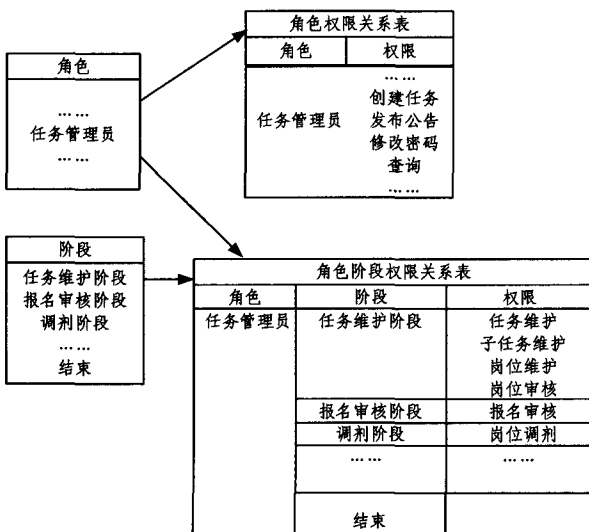 角色权限关系表
角色 权限
……
创建任务
任务管理员 发布公告
修改密码
查询
……
角色
……
任务管理员
……
阶段
任务维护阶段
报名审核阶段
调剂阶段
……
结束
角色阶段权限关系表
角色 阶段 权限
任务管理员 任务维护阶段 任务维护
子任务维护
岗位维护
岗位审核
报名审核阶段 报名审核
调剂阶段 岗位调剂
…… ……
结束